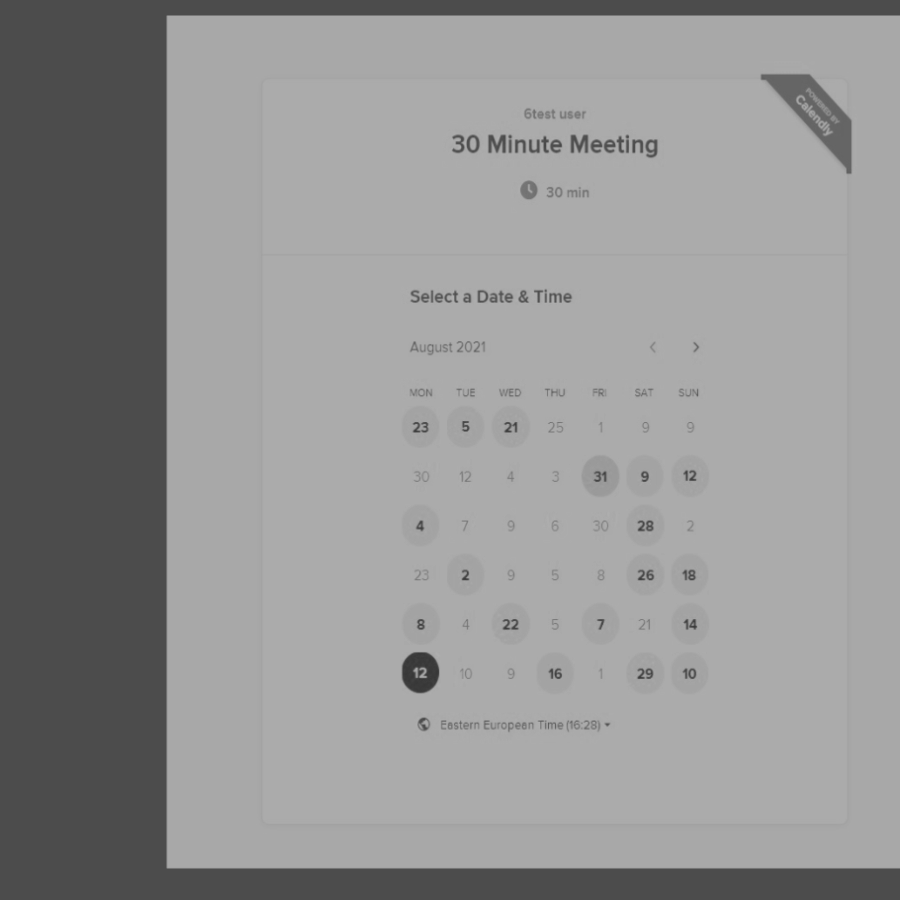 POWERED BY
Calendly
6test user
30 Minute Meeting
30 min
Select a Date & Time
August 2021
MON TUE WED THU FRI SAT SUN
23 5 21 25 1 9 9
30 12 4 3 31 9 12
4 7 9 6 30 28 2
23 2 9 5 8 26 18
8 4 22 5 7 21 14
12 10 9 16 1 29 10
Eastern European Time (16:28)